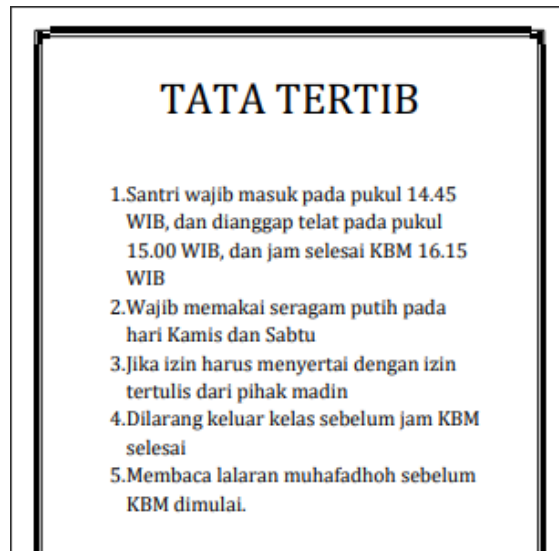 TATA TERTIB
1.Santri wajib masuk pada pukul 14.45
WIB, dan dianggap telat pada pukul
15.00 WIB, dan jam selesai KBM 16.15
WIB
2.Wajib memakai seragam putih pada
hari Kamis dan Sabtu
3.Jika izin harus menyertai dengan izin
tertulis dari pihak madin
4.Dilarang keluar kelas sebelum jam KBM
selesai
5.Membaca lalaran muhafadhoh sebelum
KBM dimulai.